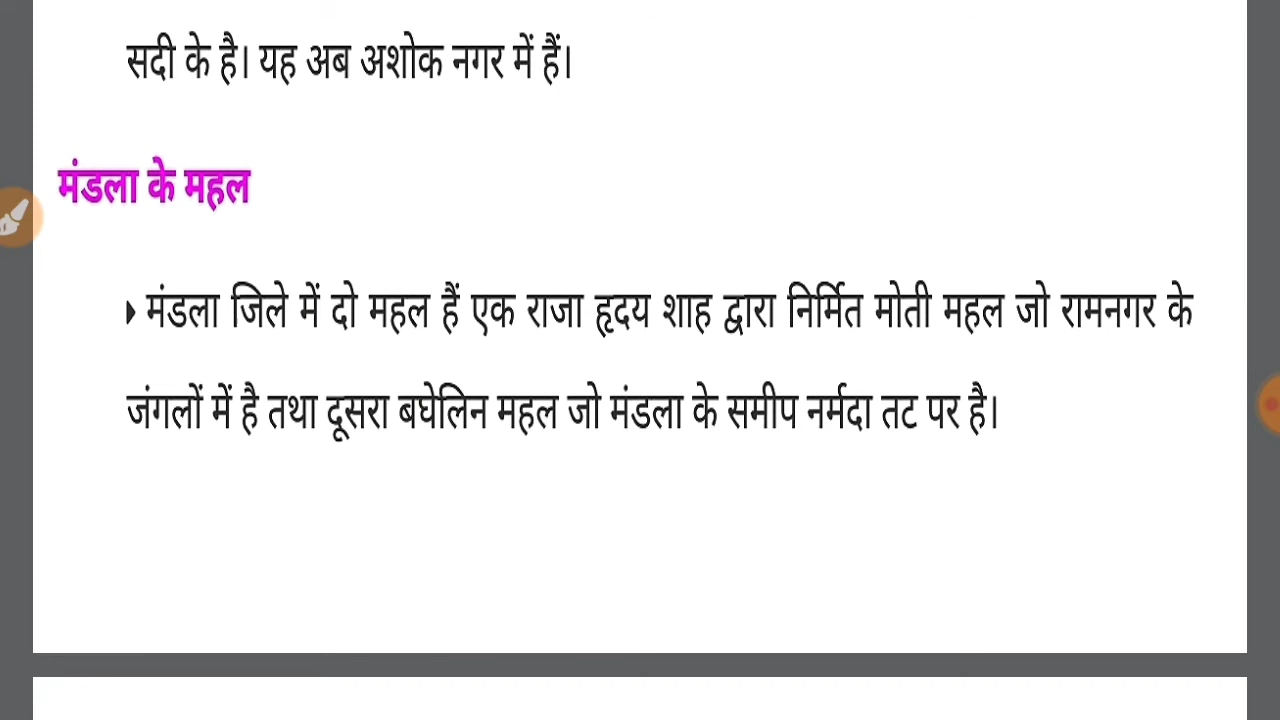 सदी के है। यह अब अशोक नगर में हैं।
मंडला के महल
मंडला जिले में दो महल हैं एक राजा हृदय शाह द्वारा निर्मित मोती महल जो रामनगर के
जंगलों में है तथा दूसरा बघेलिन महल जो मंडला के समीप नर्मदा तट पर है।